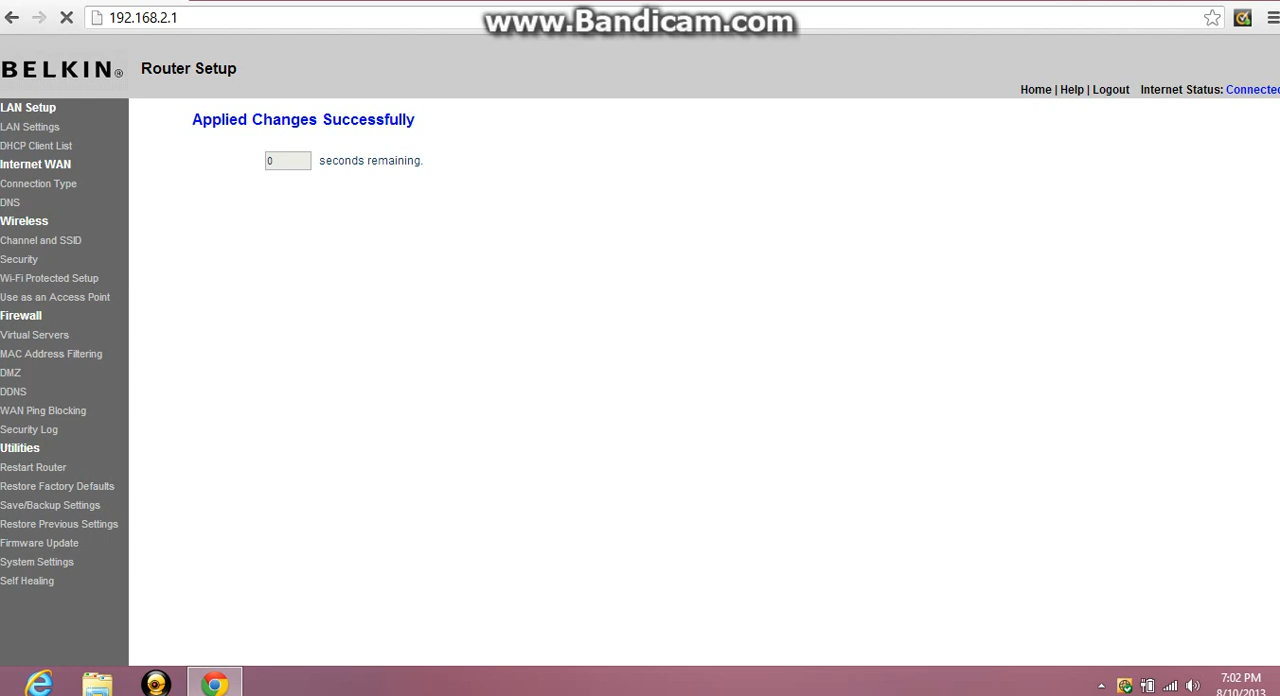 192.168.2.1
www.Bandicam.com
BELKIN®
Router Setup
Home | Help | Logout Internet Status: Connected
LAN Setup
LAN Settings
DHCP Client List
Internet WAN
Connection Type
DNS
Wireless
Channel and SSID
Security
Wi-Fi Protected Setup
Use as an Access Point
Firewall
Virtual Servers
MAC Address Filtering
DMZ
DDNS
WAN Ping Blocking
Security Log
Utilities
Restart Router
Restore Factory Defaults
Save/Backup Settings
Restore Previous Settings
Firmware Update
System Settings
Self Healing
Applied Changes Successfully
0 seconds remaining.
7:02 PM
8/10/2013